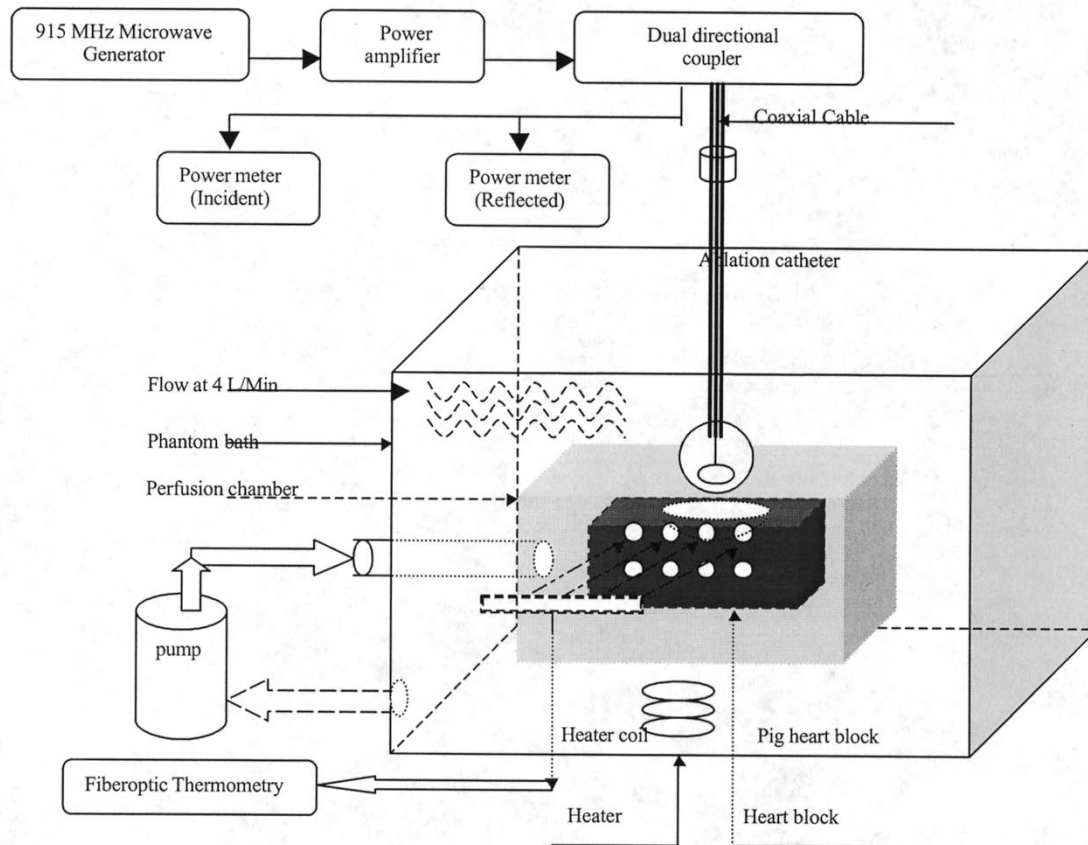 915 MHz Microwave
Generator
Power
amplifier
Dual directional
coupler
Coaxial Cable
Power meter
(Incident)
Power meter
(Reflected)
Ablation catheter
Flow at 4 L/Min
Phantom bath
Perfusion chamber
pump
Heater coil
Pig heart block
Fiberoptic Thermometry
Heater
Heart block